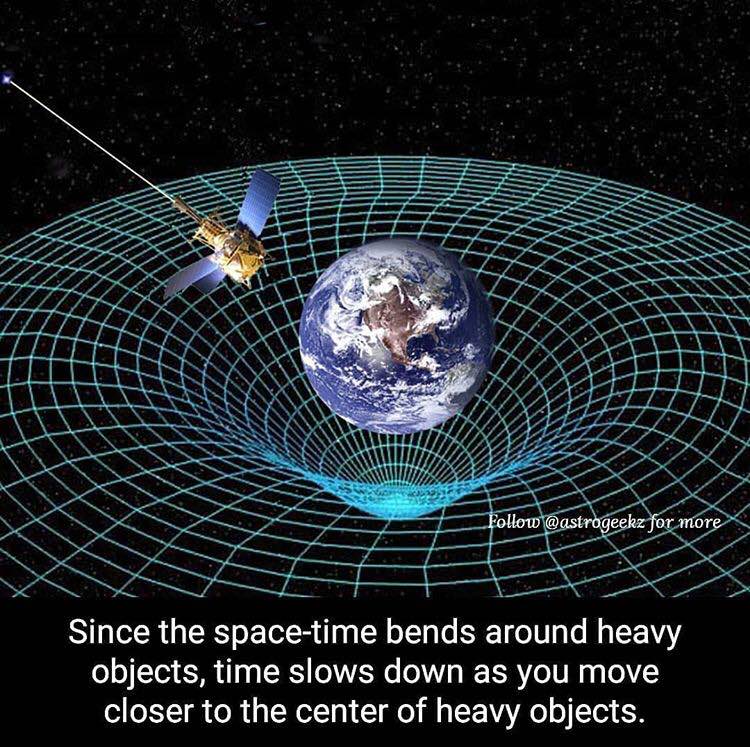 Follow @astrogeekz for more
Since the space-time bends around heavy
objects, time slows down as you move
closer to the center of heavy objects.